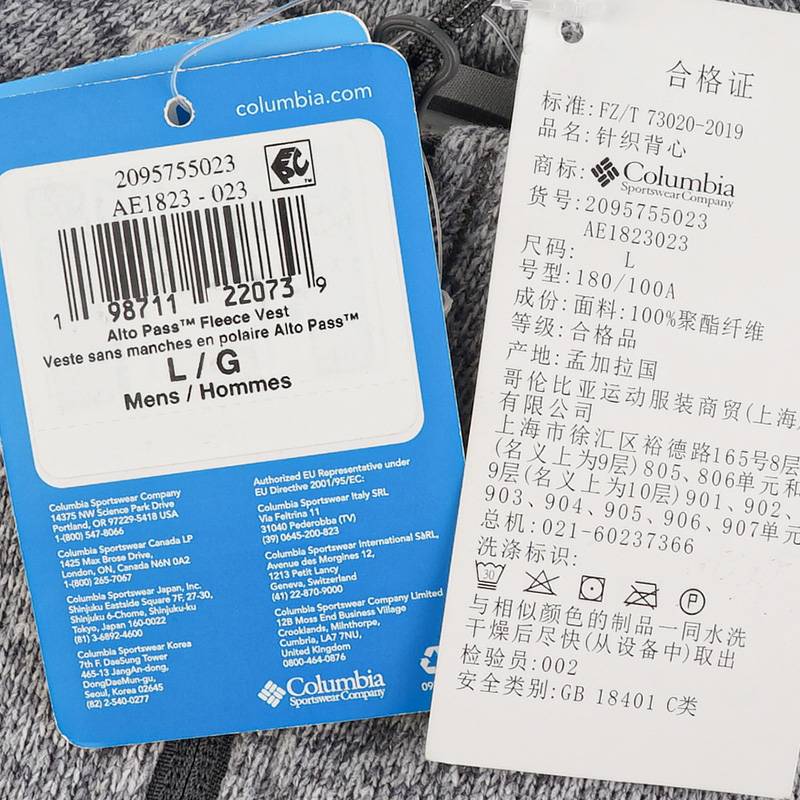 columbia.com
2095755023
AE1823 - 023
1 98711 22073 9
Alto Pass™ Fleece Vest
Veste sans manches en polaire Alto Pass™
L / G
Mens / Hommes
Columbia Sportswear Company
14375 NW Science Park Drive
Portland, OR 97229-5418 USA
1-(800) 547-8066
Columbia Sportswear Canada LP
1425 Max Brose Drive,
London, ON, Canada N6N 0A2
1-(800) 265-7067
Columbia Sportswear Japan, Inc.
Shinjuku Eastside Square 7F, 27-30,
Shinjuku 6-Chome, Shinjuku-ku
Tokyo, Japan 160-0022
(81) 3-6892-4600
Columbia Sportswear Korea
7th F. DaeSung Tower
465-13 JangAn-dong,
DongDaeMun-gu,
Seoul, Korea 02645
(82) 2-540-0277
Authorized EU Representative under
EU Directive 2001/95/EC:
Columbia Sportswear Italy SRL
Via Feltrina 11
31040 Pederobba (TV)
(39) 0645-200-823
Columbia Sportswear International SàRL,
Avenue des Morgines 12,
1213 Petit Lancy
Geneva, Switzerland
(41) 22-870-9000
Columbia Sportswear Company Limited
12B Moss End Business Village
Crooklands, Milnthorpe,
Cumbria, LA7 7NU,
United Kingdom
0800-464-0876
Columbia
Sportswear Company
09
合格证
标准:FZ/T 73020-2019
品名:针织背心
商标:Columbia
Sportswear Company
货号:2095755023
AE1823023
尺码: L
号型:180/100A
成份:面料:100%聚酯纤维
等级:合格品
产地:孟加拉国
哥伦比亚运动服装商贸(上海
有限公司
上海市徐汇区裕德路165号8层
(名义上为9层)805、806单元和
9层(名义上为10层)901、902、
903、904、905、906、907单元
总机:021-60237366
洗涤标识:
30
P
与相似颜色的制品一同水洗
干燥后尽快(从设备中)取出
检验员:002
安全类别:GB 18401 C类